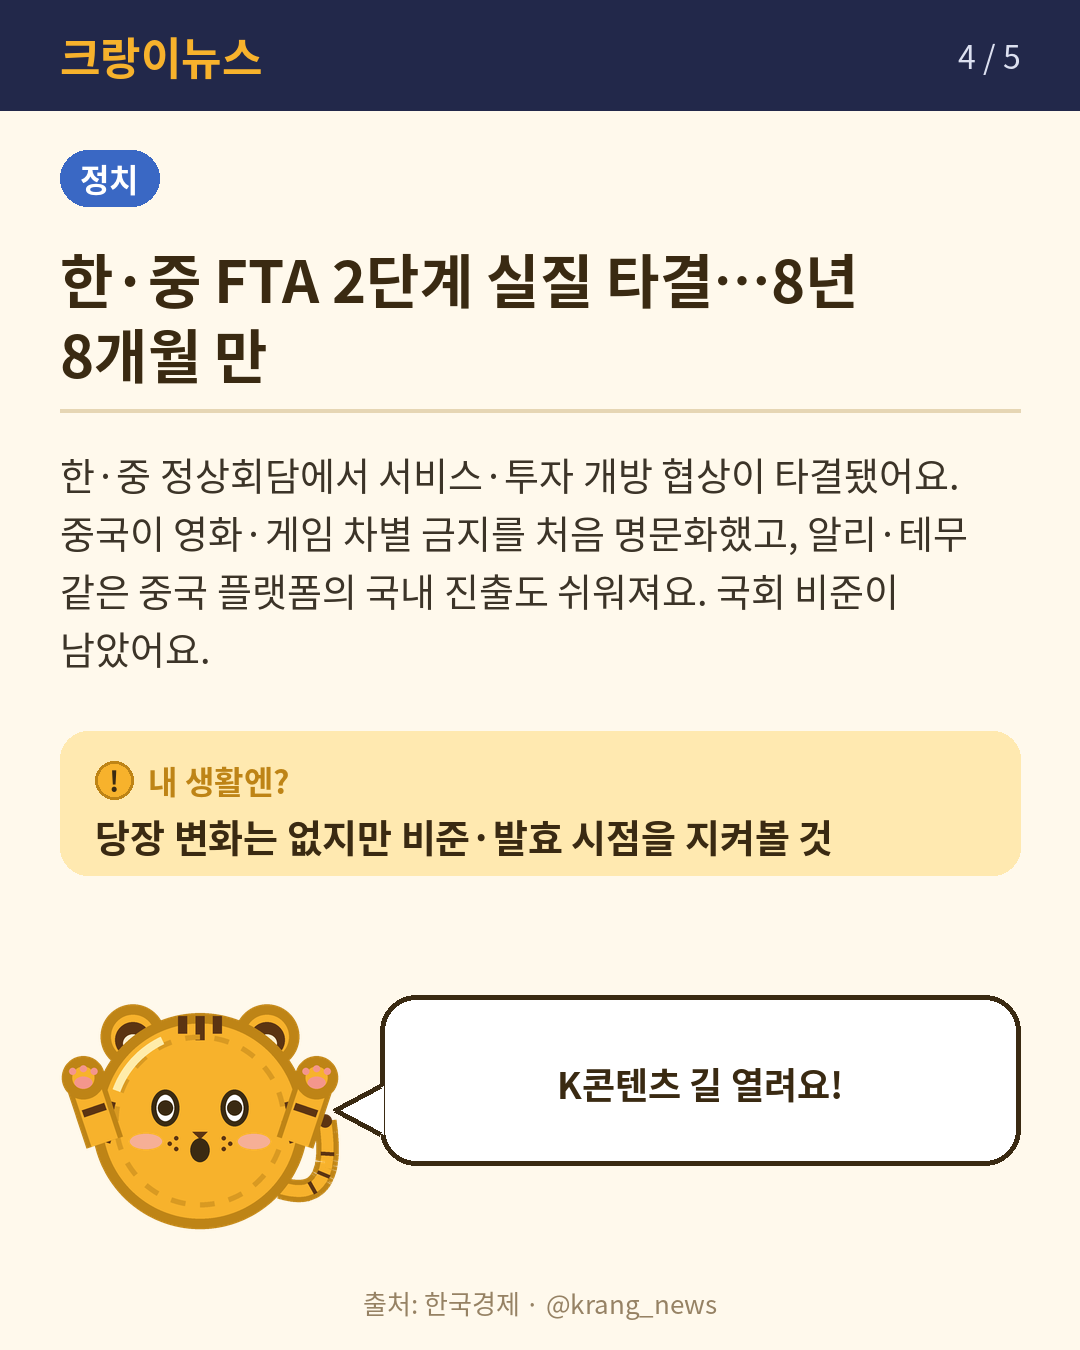 크랑이뉴스
4 / 5
정치
한·중 FTA 2단계 실질 타결…8년
8개월 만
한·중 정상회담에서 서비스·투자 개방 협상이 타결됐어요.
중국이 영화·게임 차별 금지를 처음 명문화했고, 알리·테무
같은 중국 플랫폼의 국내 진출도 쉬워져요. 국회 비준이
남았어요.
! 내 생활엔?
당장 변화는 없지만 비준·발효 시점을 지켜볼 것
K콘텐츠 길 열려요!
출처: 한국경제 · @krang_news